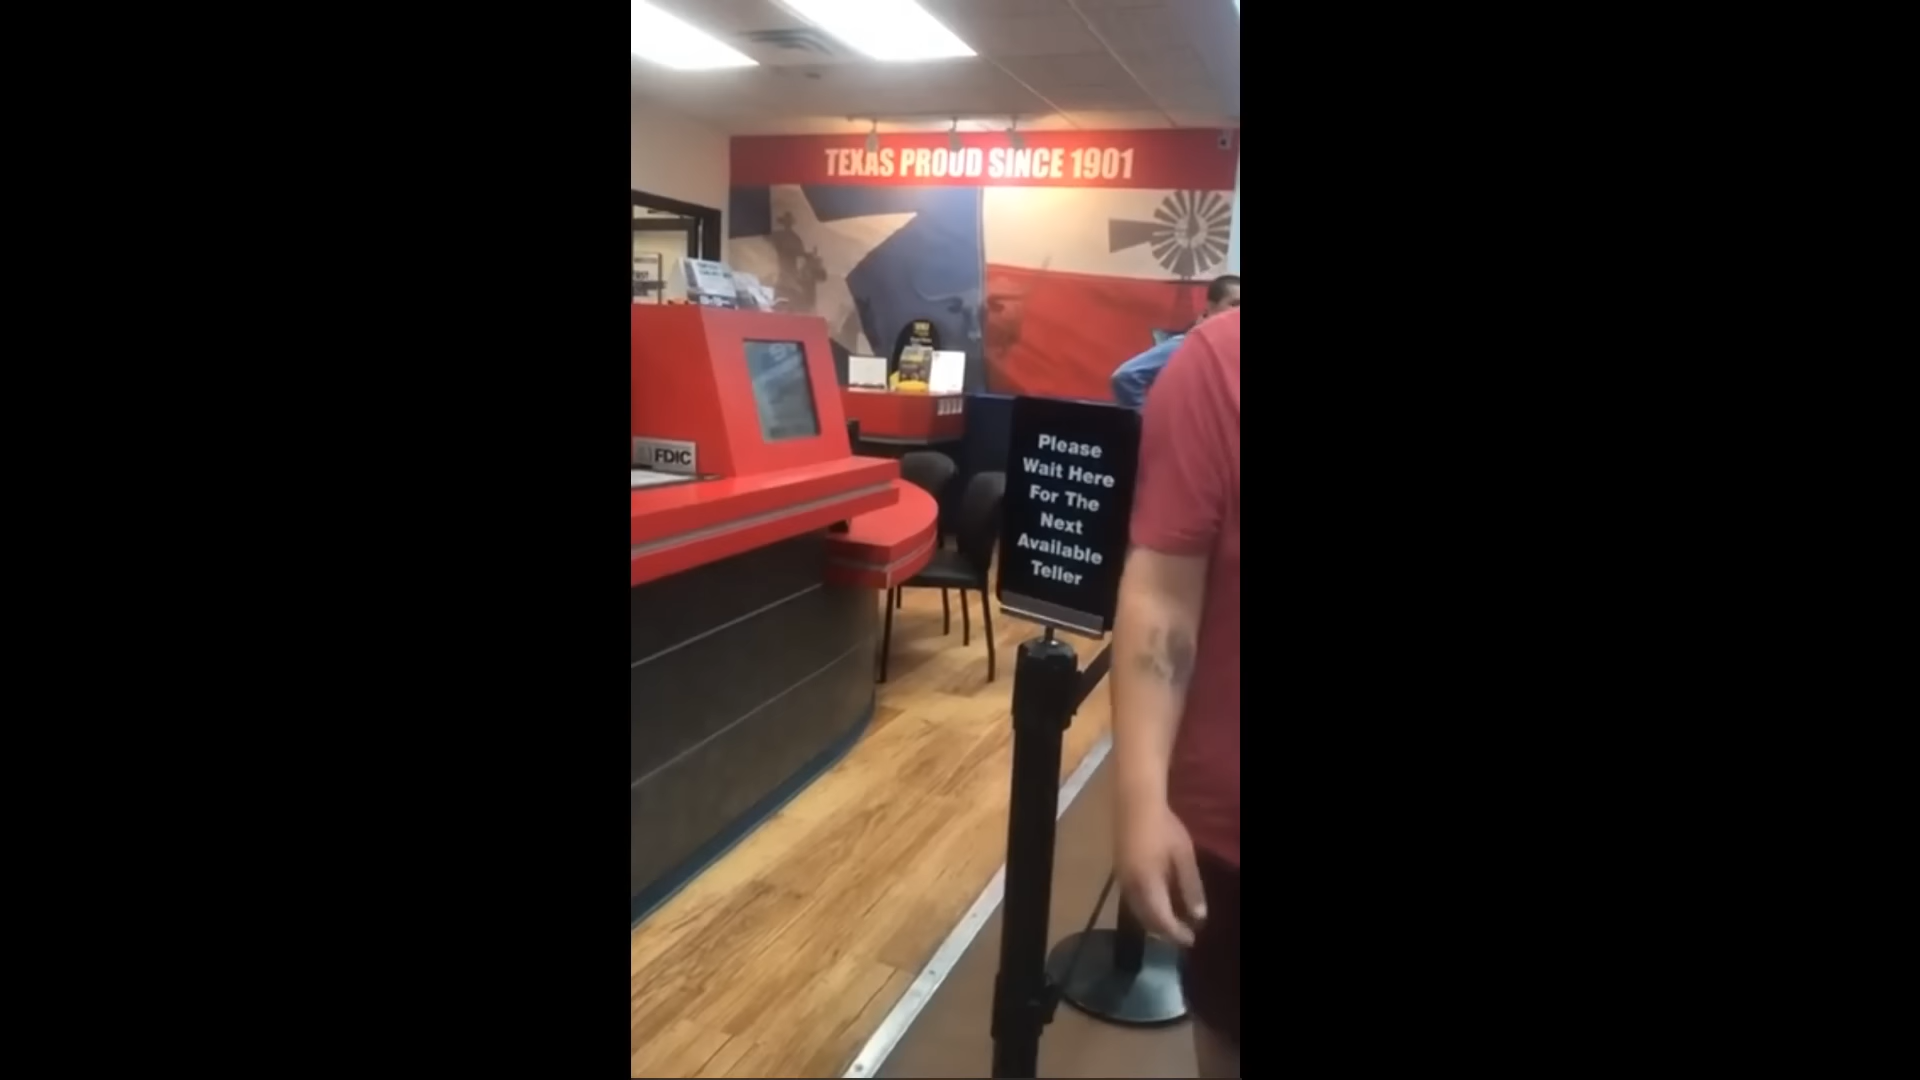 TEXAS PROUD SINCE 1901
FDIC
Please
Wait Here
For The
Next
Available
Teller